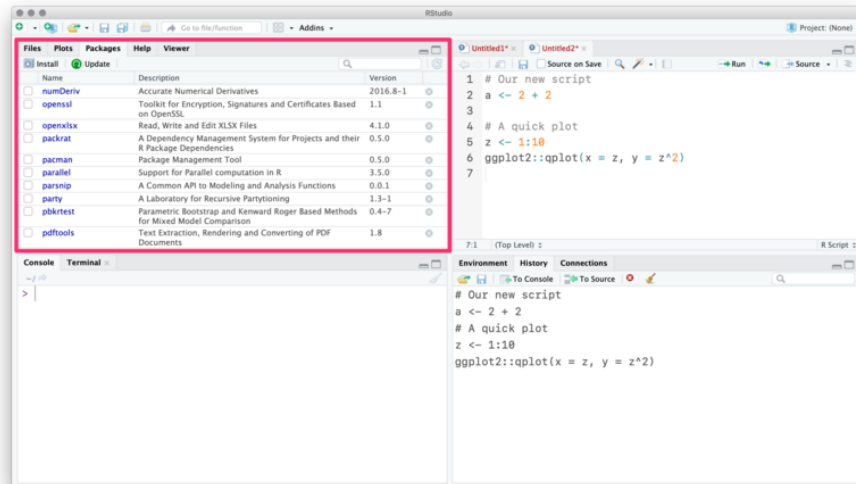 RStudio
Go to file/function
Addins
Project: (None)
Files Plots Packages Help Viewer
Install Update
Name Description Version
numDeriv Accurate Numerical Derivatives 2016.8-1
openssl Toolkit for Encryption, Signatures and Certificates Based on OpenSSL 1.1
openxlsx Read, Write and Edit XLSX Files 4.1.0
packrat A Dependency Management System for Projects and their R Package Dependencies 0.5.0
pacman Package Management Tool 0.5.0
parallel Support for Parallel computation in R 3.5.0
parsnip A Common API to Modeling and Analysis Functions 0.0.1
party A Laboratory for Recursive Partytioning 1.3-1
pbkrtest Parametric Bootstrap and Kenward Roger Based Methods for Mixed Model Comparison 0.4-7
pdftools Text Extraction, Rendering and Converting of PDF Documents 1.8
Untitled1* Untitled2*
Source on Save Run Source
1 # Our new script
2 a <- 2 + 2
3
4 # A quick plot
5 z <- 1:10
6 ggplot2::qplot(x = z, y = z^2)
7
7:1 (Top Level) R Script
Console Terminal
~/
>
Environment History Connections
To Console To Source
# Our new script
a <- 2 + 2
# A quick plot
z <- 1:10
ggplot2::qplot(x = z, y = z^2)